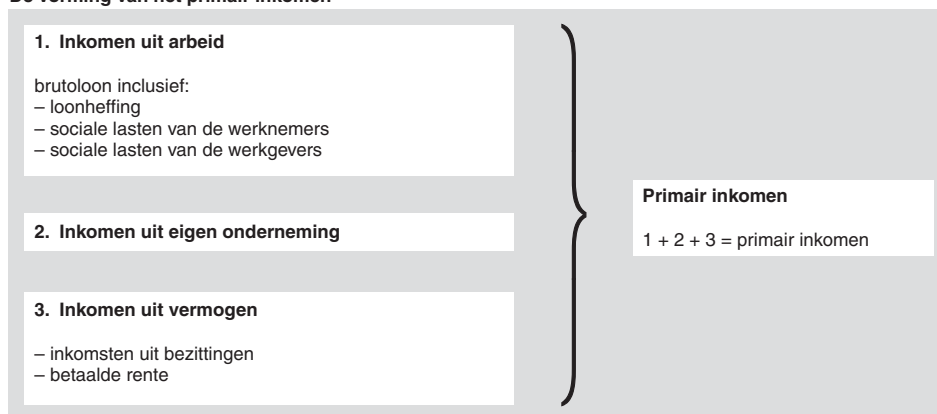 De vorming van het primair inkomen
1. Inkomen uit arbeid
brutoloon inclusief:
– loonheffing
– sociale lasten van de werknemers
– sociale lasten van de werkgevers
2. Inkomen uit eigen onderneming
3. Inkomen uit vermogen
– inkomsten uit bezittingen
– betaalde rente
Primair inkomen
1 + 2 + 3 = primair inkomen